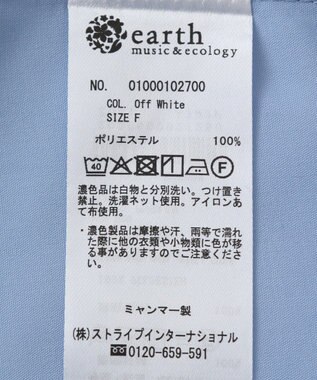 earth
music&ecology
NO. 01000102700
COL. Off White
SIZE F
ポリエステル 100%
40 F
濃色品は白物と分別洗い。つけ置き
禁止。洗濯ネット使用。アイロンあ
て布使用。
・濃色製品は摩擦や汗、雨等で濡れ
た際に他の衣類や小物類に色が移
る事がありますのでご注意くださ
い。
ミャンマー製
(株)ストライプインターナショナル
0120-659-591